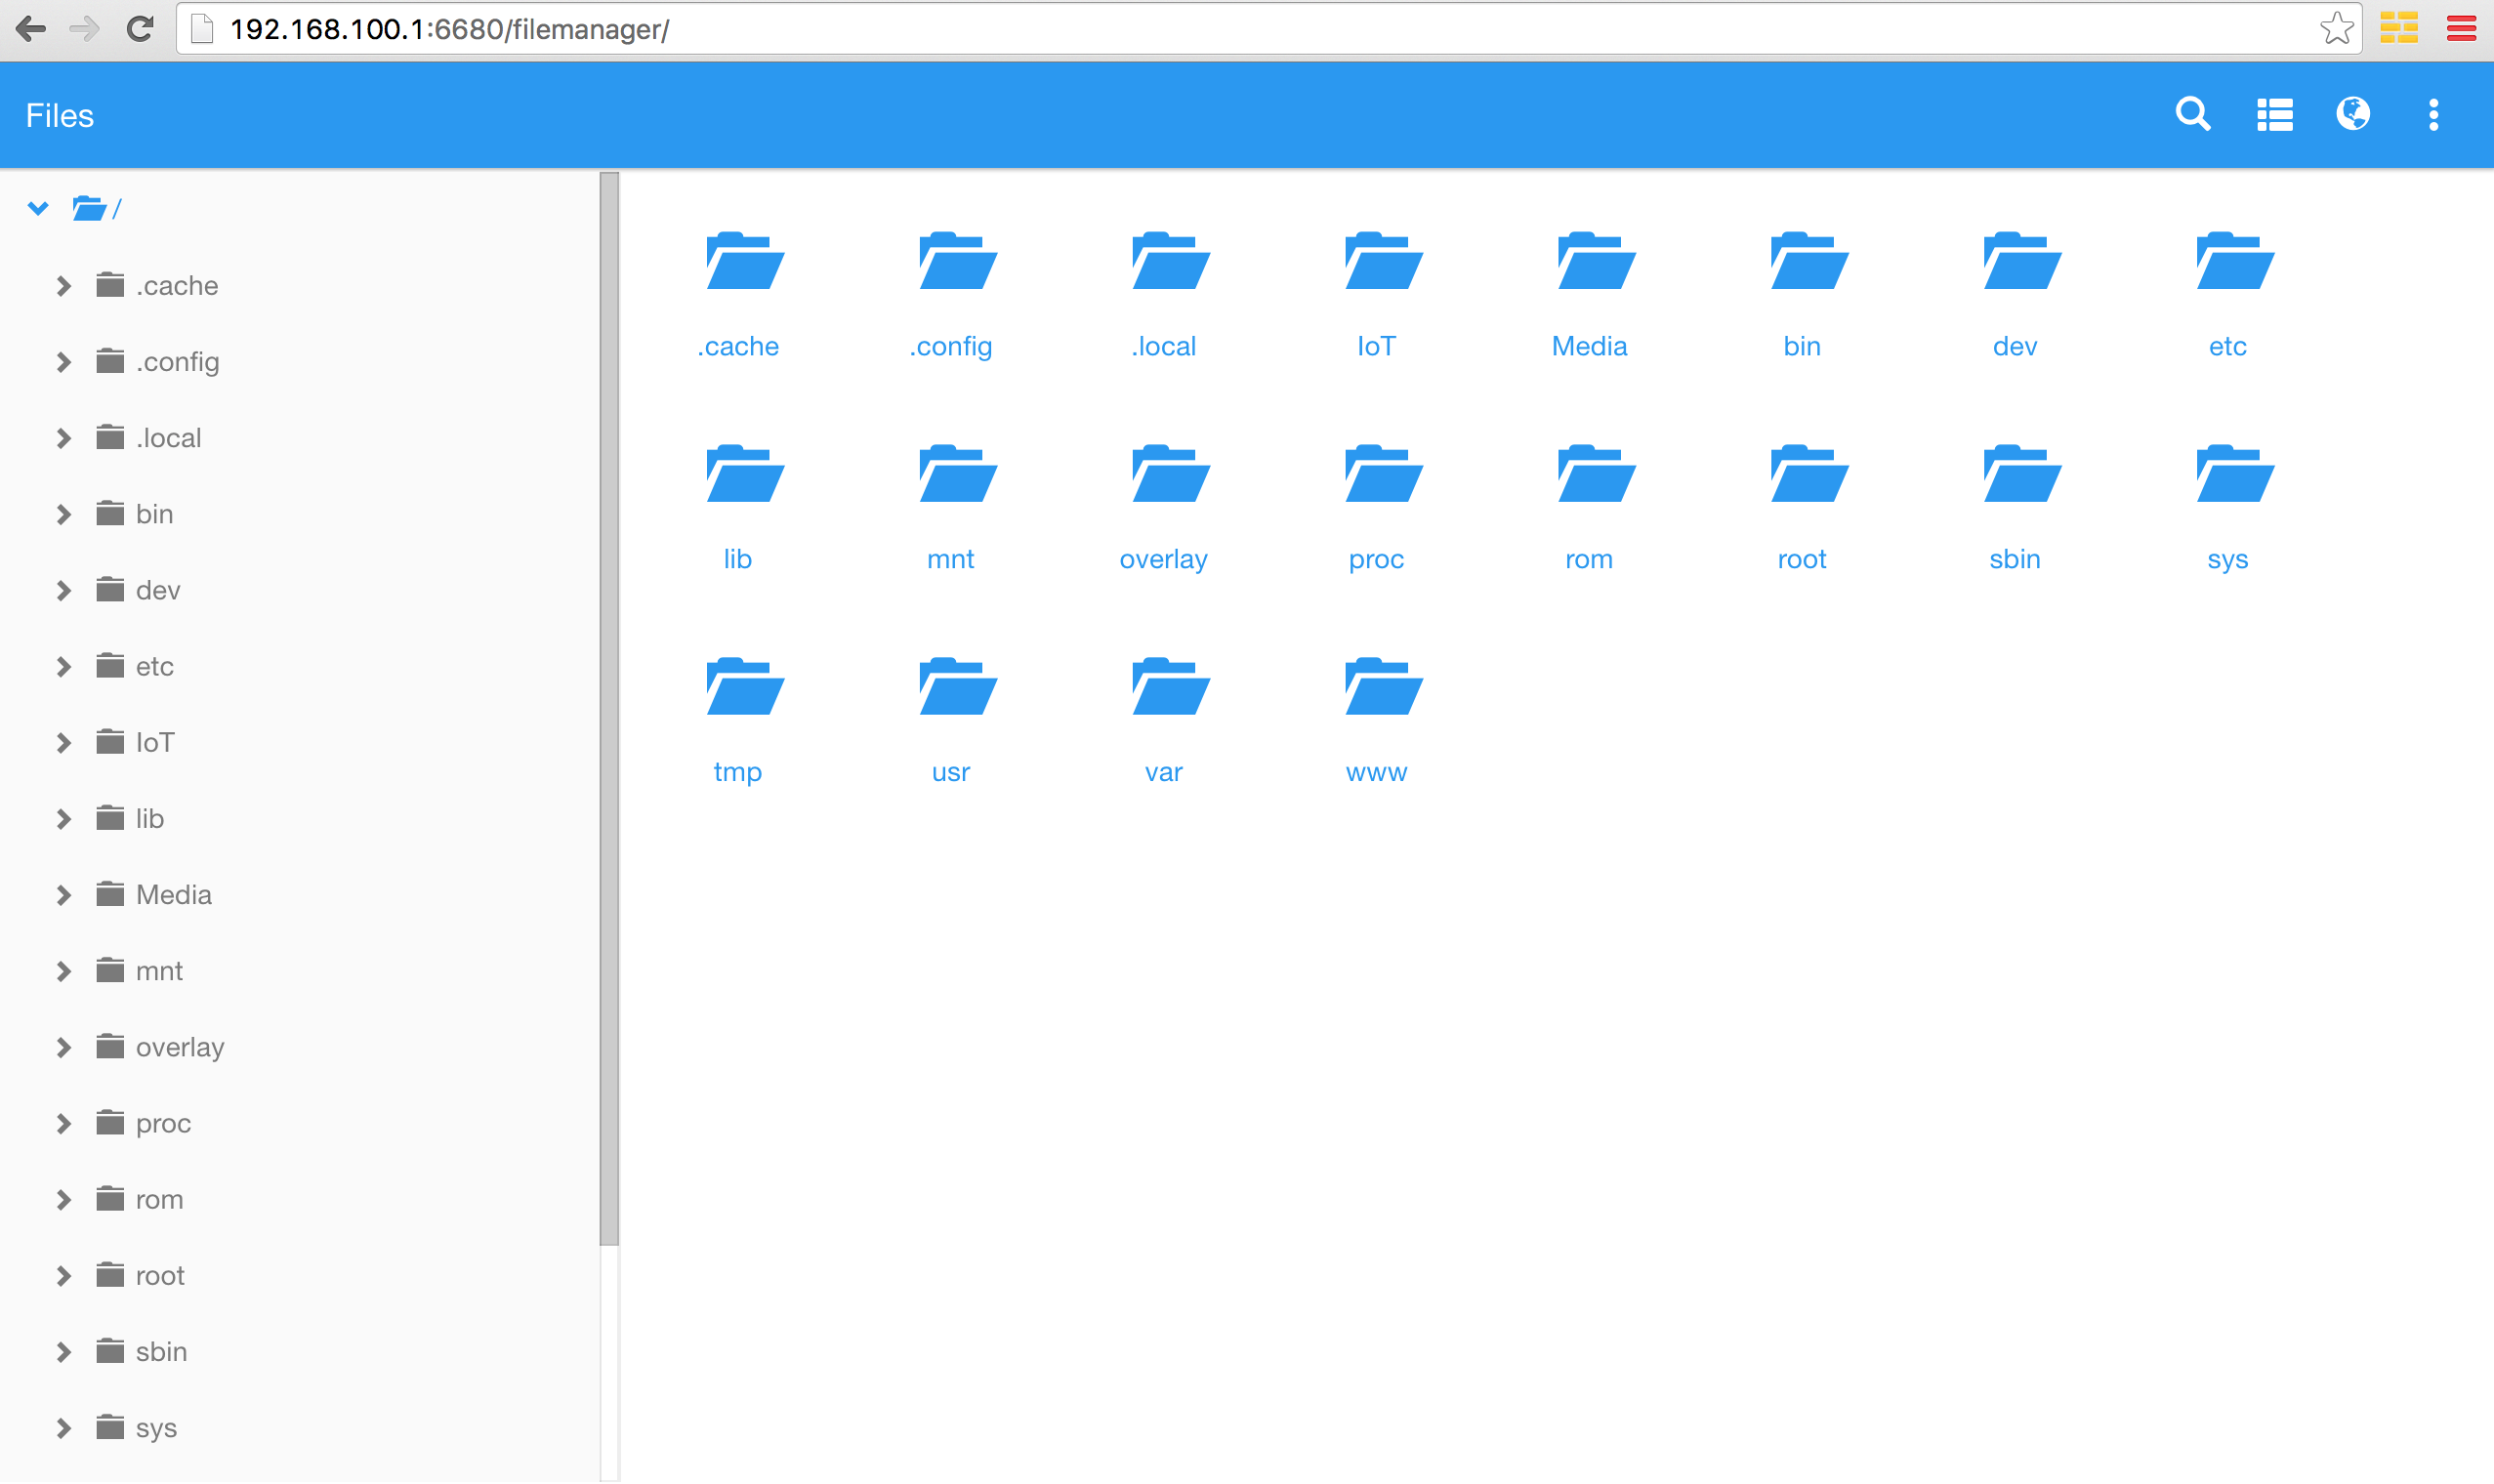 192.168.100.1:6680/filemanager/
Files
/
.cache
.config
.local
bin
dev
etc
IoT
lib
Media
mnt
overlay
proc
rom
root
sbin
sys
.cache .config .local IoT Media bin dev etc
lib mnt overlay proc rom root sbin sys
tmp usr var www